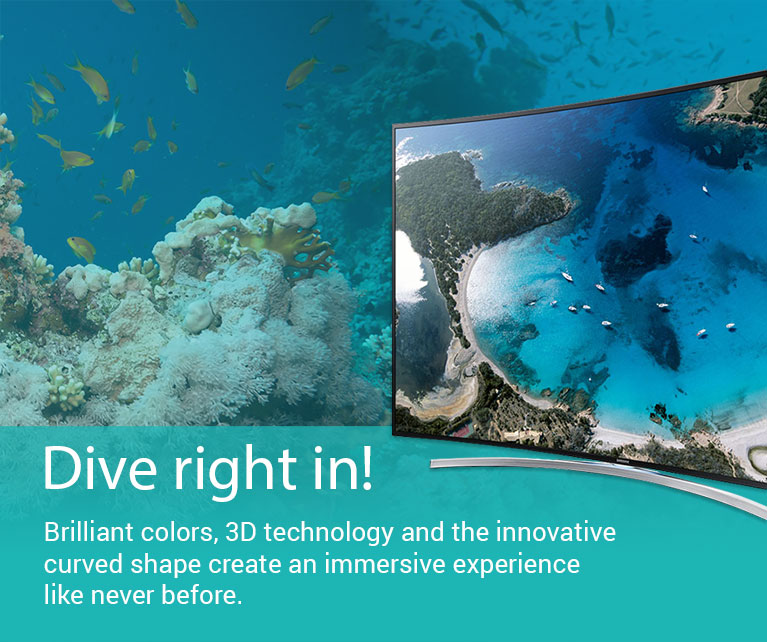 Dive right in!
Brilliant colors, 3D technology and the innovative
curved shape create an immersive experience
like never before.